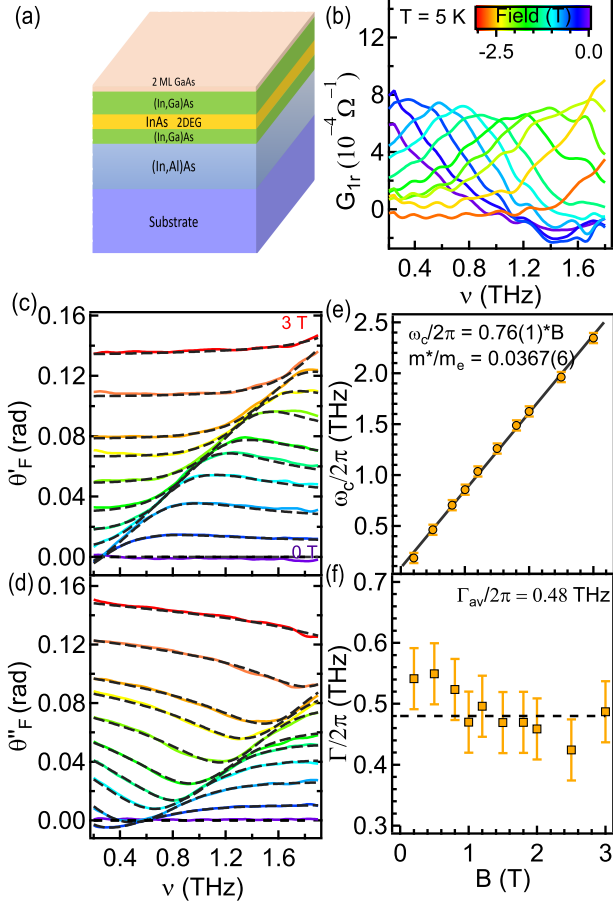 (a)
2 ML GaAs
(In,Ga)As
InAs 2DEG
(In,Ga)As
(In,Al)As
Substrate
(b)
T = 5 K
Field (T)
-2.5
0.0
12
8
4
0
G1r (10⁻⁴ Ω⁻¹)
0.6
1.2
1.8
ν (THz)
(c)
0.16
0.12
0.08
0.04
0.00
θ'F (rad)
3 T
0 T
(d)
0.16
0.12
0.08
0.04
0.00
θ''F (rad)
0.4
0.8
1.2
1.6
ν (THz)
(e)
ωc/2π = 0.76(1)*B
m*/me = 0.0367(6)
2.5
2.0
1.5
1.0
0.5
ωc/2π (THz)
(f)
Γav/2π = 0.48 THz
0.7
0.6
0.5
0.4
0.3
Γ/2π (THz)
0
1
2
3
B (T)